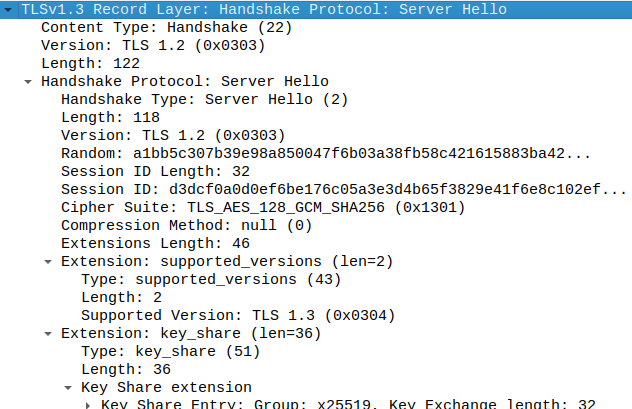 TLSv1.3 Record Layer: Handshake Protocol: Server Hello
Content Type: Handshake (22)
Version: TLS 1.2 (0x0303)
Length: 122
Handshake Protocol: Server Hello
Handshake Type: Server Hello (2)
Length: 118
Version: TLS 1.2 (0x0303)
Random: a1bb5c307b39e98a850047f6b03a38fb58c421615883ba42...
Session ID Length: 32
Session ID: d3dcf0a0d0ef6be176c05a3e3d4b65f3829e41f6e8c102ef...
Cipher Suite: TLS_AES_128_GCM_SHA256 (0x1301)
Compression Method: null (0)
Extensions Length: 46
Extension: supported_versions (len=2)
Type: supported_versions (43)
Length: 2
Supported Version: TLS 1.3 (0x0304)
Extension: key_share (len=36)
Type: key_share (51)
Length: 36
Key Share extension
Key Share Entry: Group: x25519, Key Exchange length: 32